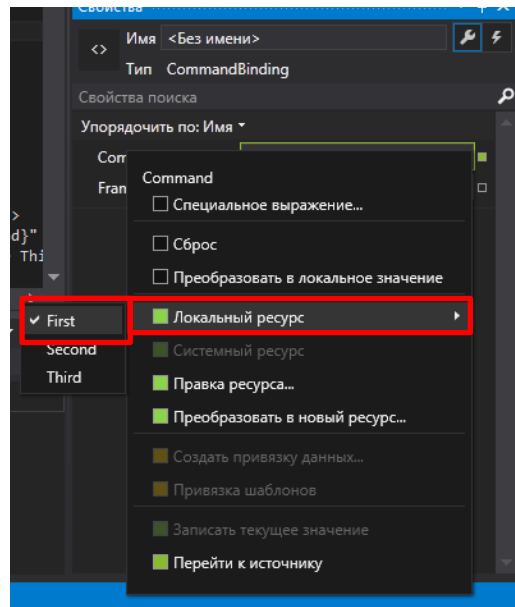 Свойства
Имя <Без имени>
Тип CommandBinding
Свойства поиска
Упорядочить по: Имя
Com
Fran
>
d}"
Thi
Command
Специальное выражение...
Сброс
Преобразовать в локальное значение
Локальный ресурс
Системный ресурс
Правка ресурса...
Преобразовать в новый ресурс...
Создать привязку данных...
Привязка шаблонов
Записать текущее значение
Перейти к источнику
First
Second
Third